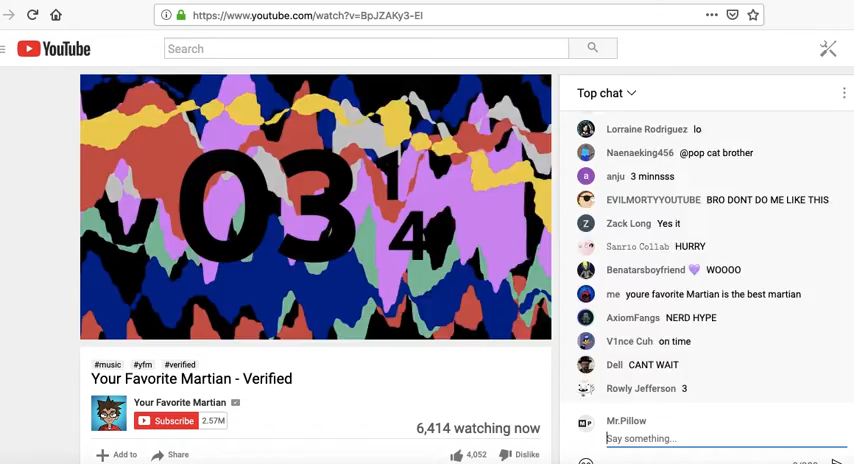 https://www.youtube.com/watch?v=BpJZAKy3-EI
YouTube
Search
03 14
Top chat
Lorraine Rodriguez lo
Naenaeking456 @pop cat brother
anju 3 minnsss
EVILMORTYYOUTUBE BRO DONT DO ME LIKE THIS
Zack Long Yes it
Sanrio Collab HURRY
Benatarsboyfriend 💜 WOOOO
me youre favorite Martian is the best martian
AxiomFangs NERD HYPE
V1nce Cuh on time
Dell CANT WAIT
Rowly Jefferson 3
Mr.Pillow
Say something...
#music #yfm #verified
Your Favorite Martian - Verified
Your Favorite Martian
Subscribe 2.57M
6,414 watching now
Add to Share 4,052 Dislike